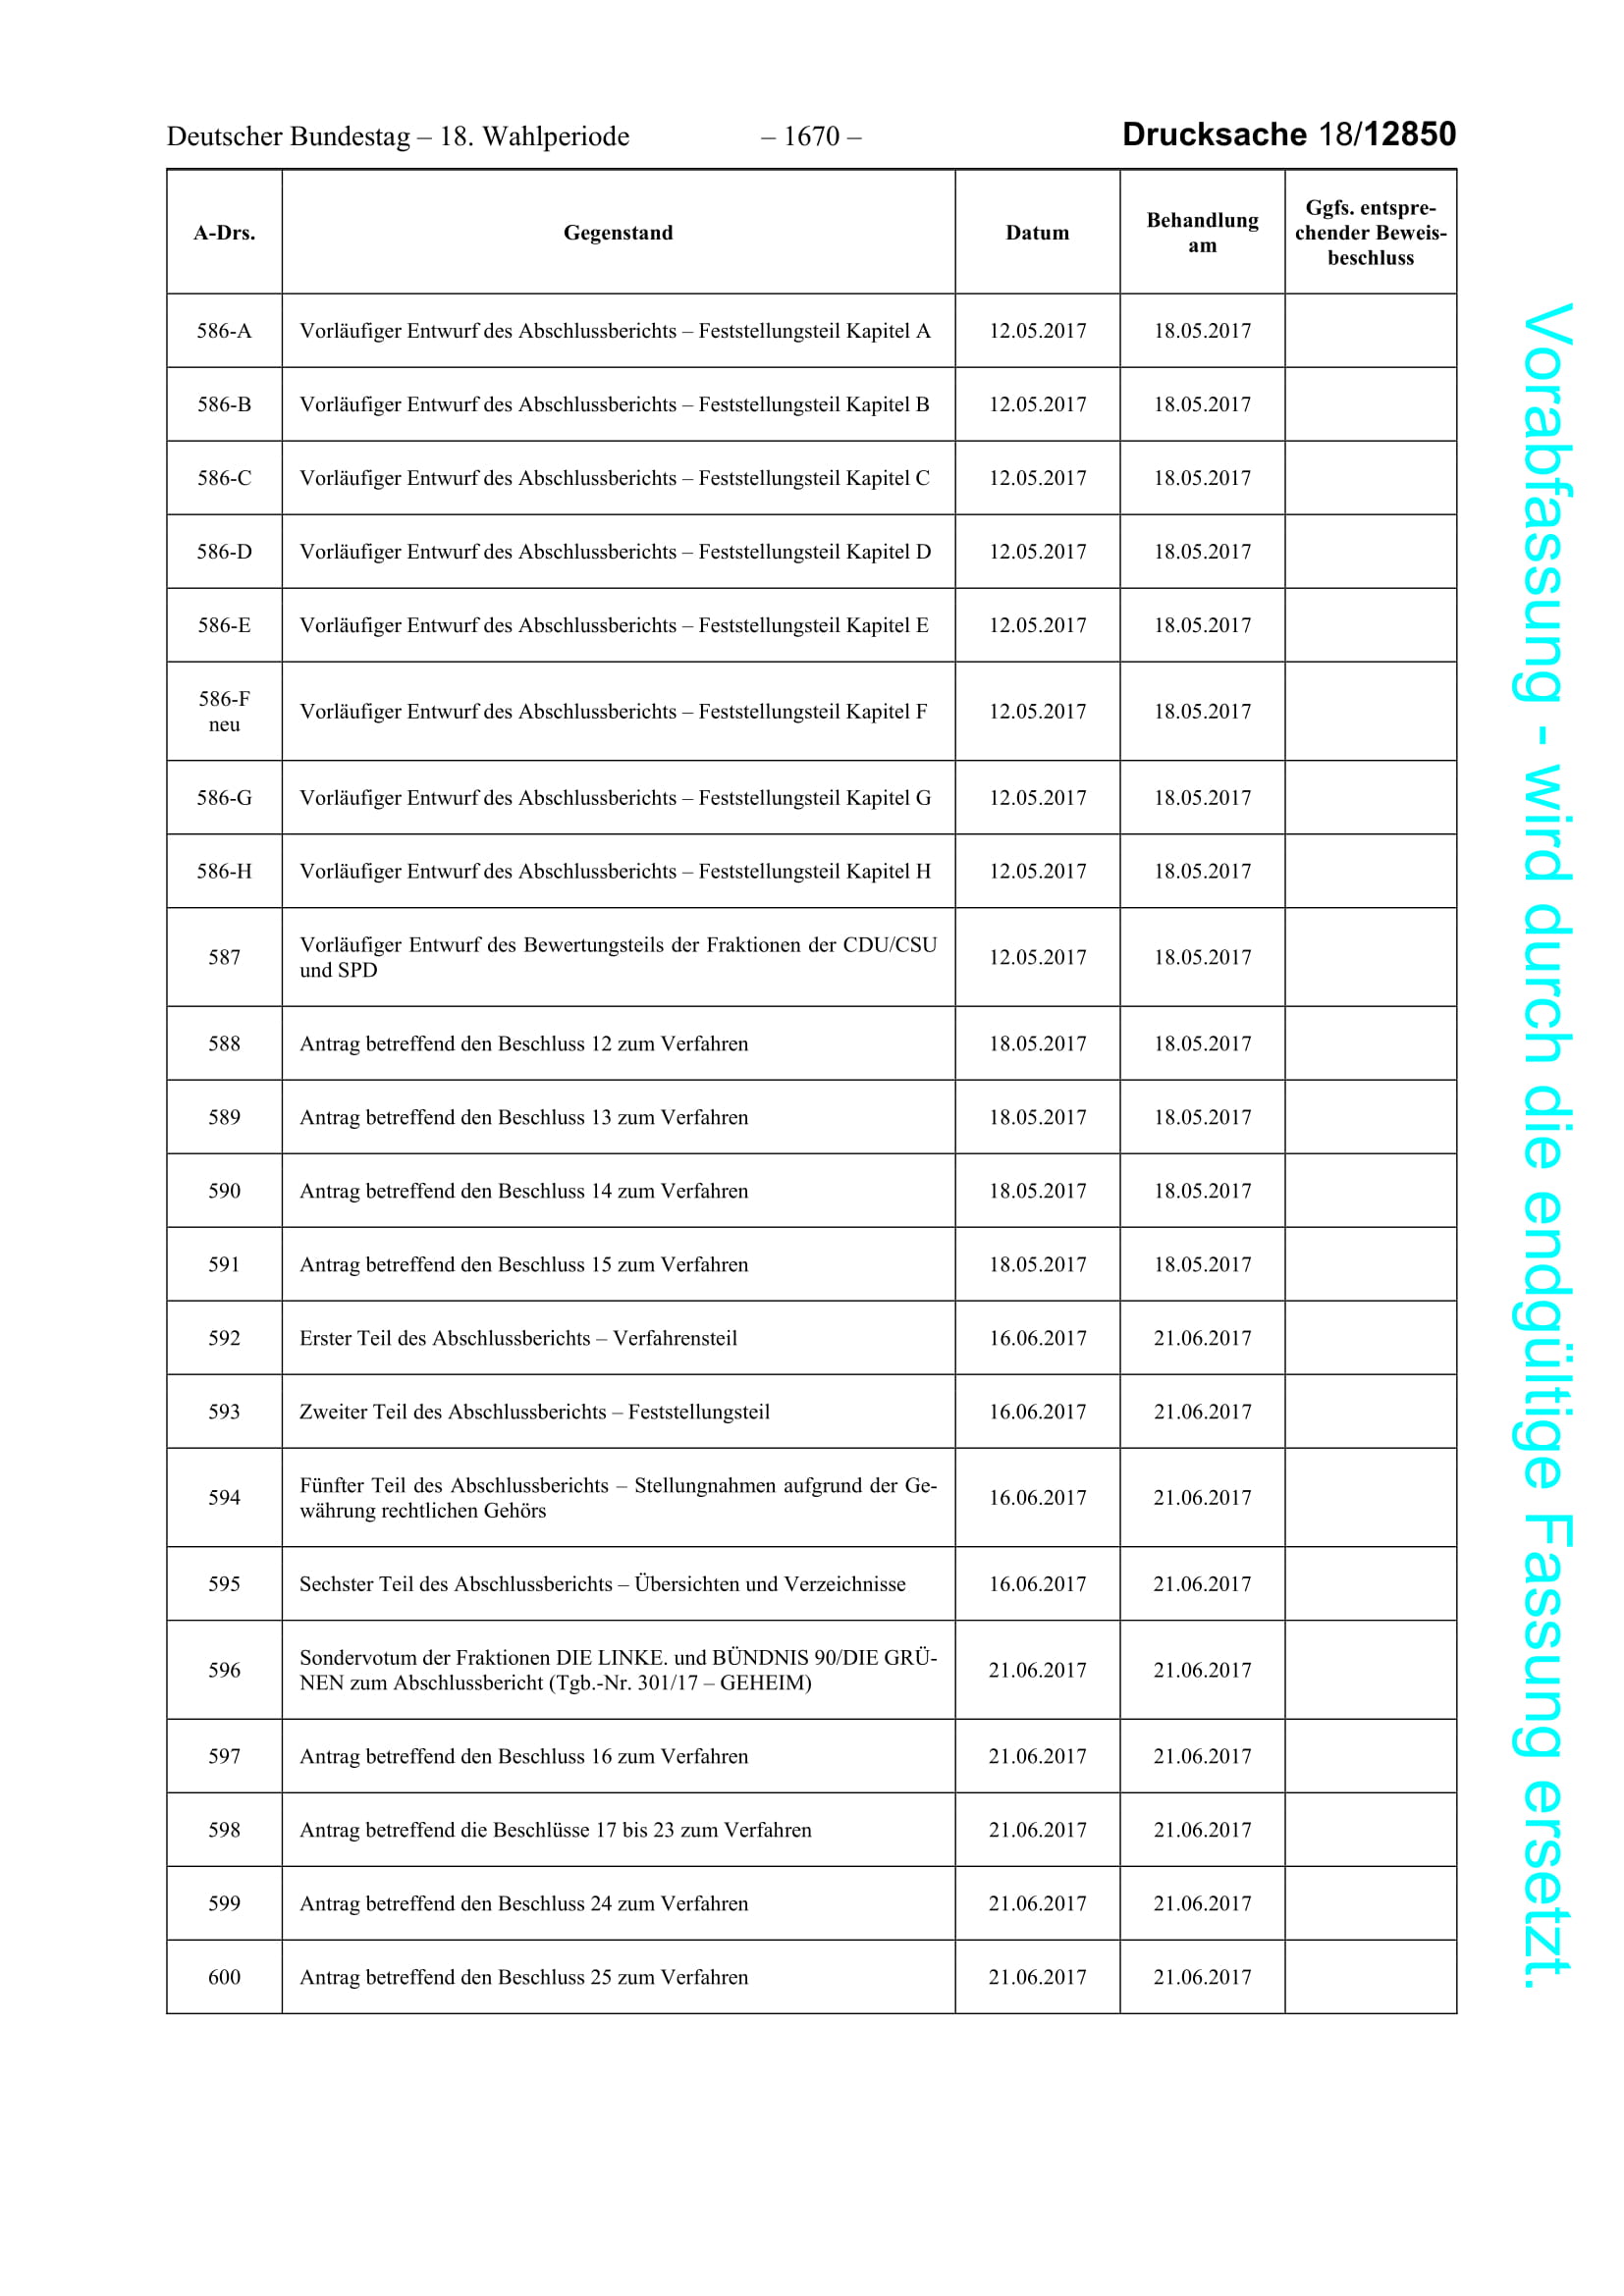 Deutscher Bundestag – 18. Wahlperiode – 1670 – Drucksache 18/12850
A-Drs. Gegenstand Datum Behandlung am Ggfs. entspre-
chender Beweis-
beschluss
586-A Vorläufiger Entwurf des Abschlussberichts – Feststellungsteil Kapitel A 12.05.2017 18.05.2017
586-B Vorläufiger Entwurf des Abschlussberichts – Feststellungsteil Kapitel B 12.05.2017 18.05.2017
586-C Vorläufiger Entwurf des Abschlussberichts – Feststellungsteil Kapitel C 12.05.2017 18.05.2017
586-D Vorläufiger Entwurf des Abschlussberichts – Feststellungsteil Kapitel D 12.05.2017 18.05.2017
586-E Vorläufiger Entwurf des Abschlussberichts – Feststellungsteil Kapitel E 12.05.2017 18.05.2017
586-F
neu Vorläufiger Entwurf des Abschlussberichts – Feststellungsteil Kapitel F 12.05.2017 18.05.2017
586-G Vorläufiger Entwurf des Abschlussberichts – Feststellungsteil Kapitel G 12.05.2017 18.05.2017
586-H Vorläufiger Entwurf des Abschlussberichts – Feststellungsteil Kapitel H 12.05.2017 18.05.2017
587 Vorläufiger Entwurf des Bewertungsteils der Fraktionen der CDU/CSU
und SPD 12.05.2017 18.05.2017
588 Antrag betreffend den Beschluss 12 zum Verfahren 18.05.2017 18.05.2017
589 Antrag betreffend den Beschluss 13 zum Verfahren 18.05.2017 18.05.2017
590 Antrag betreffend den Beschluss 14 zum Verfahren 18.05.2017 18.05.2017
591 Antrag betreffend den Beschluss 15 zum Verfahren 18.05.2017 18.05.2017
592 Erster Teil des Abschlussberichts – Verfahrensteil 16.06.2017 21.06.2017
593 Zweiter Teil des Abschlussberichts – Feststellungsteil 16.06.2017 21.06.2017
594 Fünfter Teil des Abschlussberichts – Stellungnahmen aufgrund der Ge-
währung rechtlichen Gehörs 16.06.2017 21.06.2017
595 Sechster Teil des Abschlussberichts – Übersichten und Verzeichnisse 16.06.2017 21.06.2017
596 Sondervotum der Fraktionen DIE LINKE. und BÜNDNIS 90/DIE GRÜ-
NEN zum Abschlussbericht (Tgb.-Nr. 301/17 – GEHEIM) 21.06.2017 21.06.2017
597 Antrag betreffend den Beschluss 16 zum Verfahren 21.06.2017 21.06.2017
598 Antrag betreffend die Beschlüsse 17 bis 23 zum Verfahren 21.06.2017 21.06.2017
599 Antrag betreffend den Beschluss 24 zum Verfahren 21.06.2017 21.06.2017
600 Antrag betreffend den Beschluss 25 zum Verfahren 21.06.2017 21.06.2017
Vorabfassung - wird durch die endgültige Fassung ersetzt.